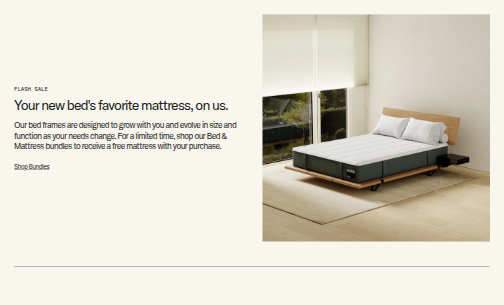 FLASH SALE
Your new bed's favorite mattress, on us.
Our bed frames are designed to grow with you and evolve in size and
function as your needs change. For a limited time, shop our Bed &
Mattress bundles to receive a free mattress with your purchase.
Shop Bundles